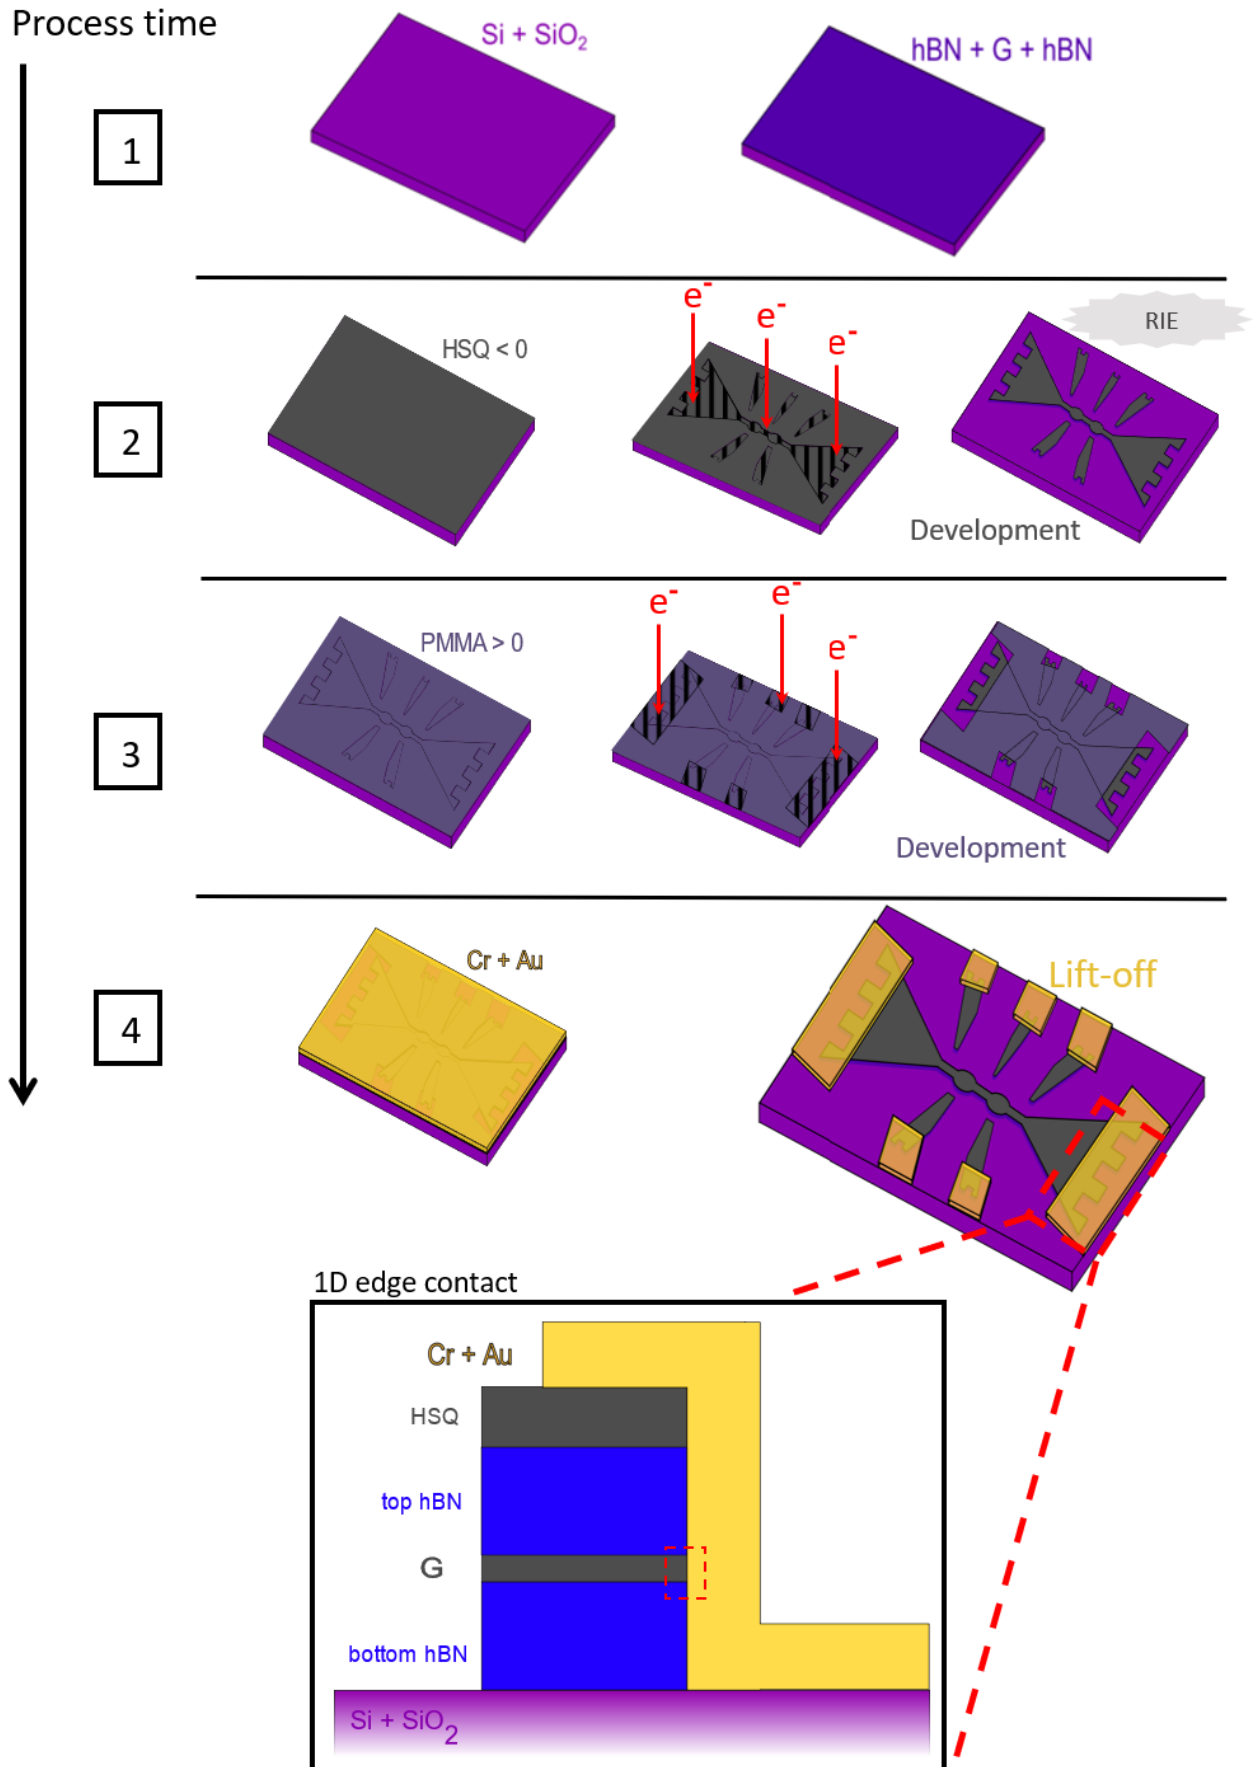 Process time
Si + SiO₂
hBN + G + hBN
1
e⁻
e⁻
e⁻
RIE
HSQ < 0
2
Development
e⁻
e⁻
e⁻
PMMA > 0
3
Development
Cr + Au
Lift-off
4
1D edge contact
Cr + Au
HSQ
top hBN
G
bottom hBN
Si + SiO₂